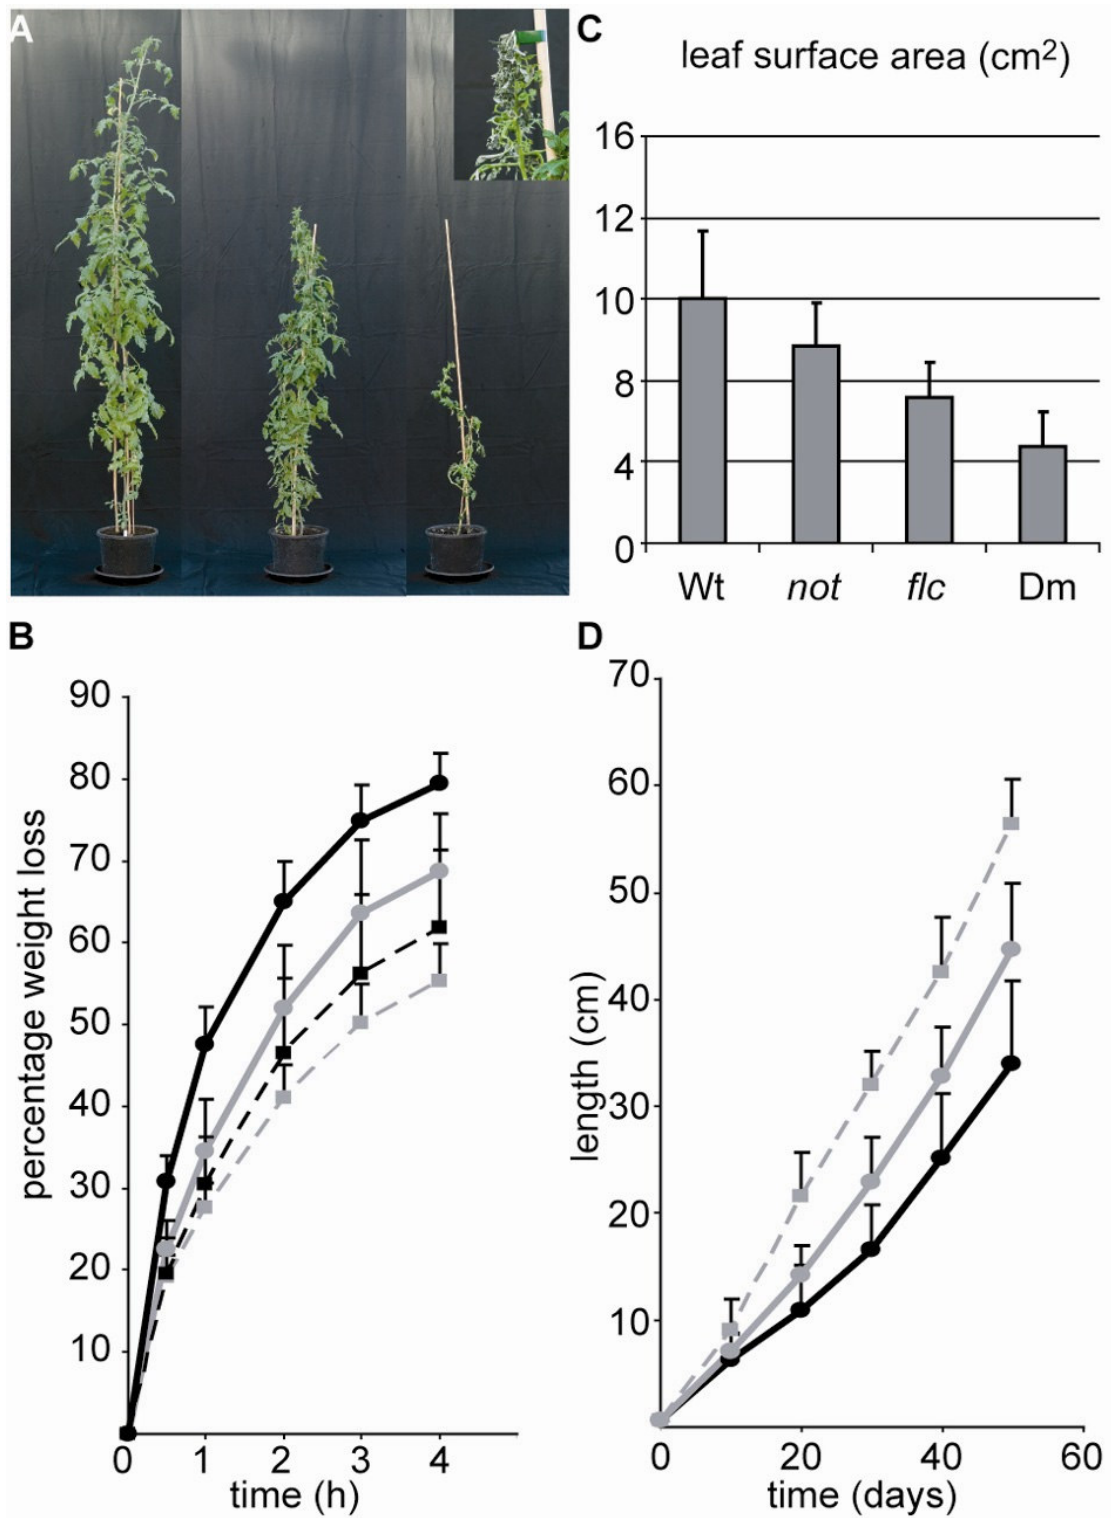 A
C
leaf surface area (cm2)
16
12
10
8
4
0
Wt not flc Dm
B
percentage weight loss
90
80
70
60
50
40
30
20
10
0 1 2 3 4
time (h)
D
length (cm)
70
60
50
40
30
20
10
0 20 40 60
time (days)